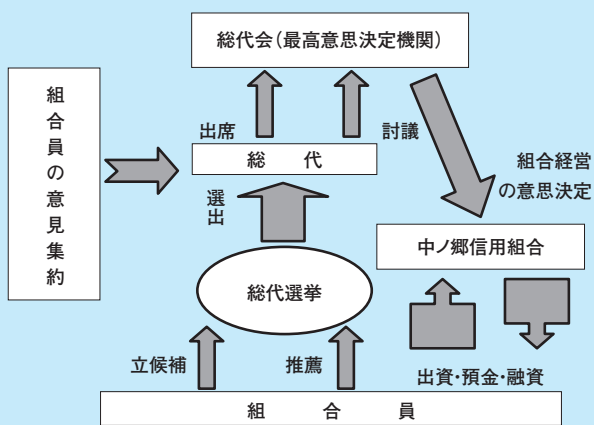 総代会(最高意思決定機関)
組合員の意見集約
出席
討議
総代
組合経営
の意思決定
選出
中ノ郷信用組合
総代選挙
立候補
推薦
出資・預金・融資
組合員